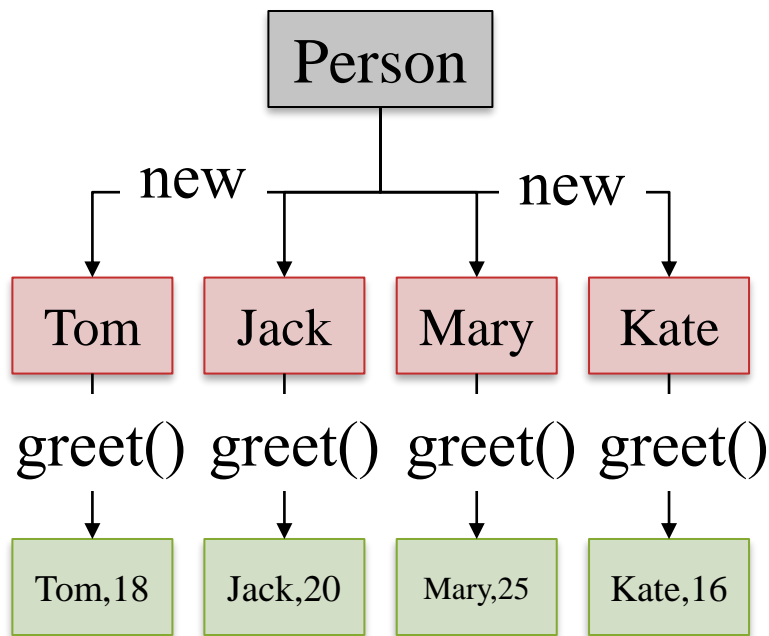 Person
new
new
Tom
Jack
Mary
Kate
greet()
greet()
greet()
greet()
Tom,18
Jack,20
Mary,25
Kate,16